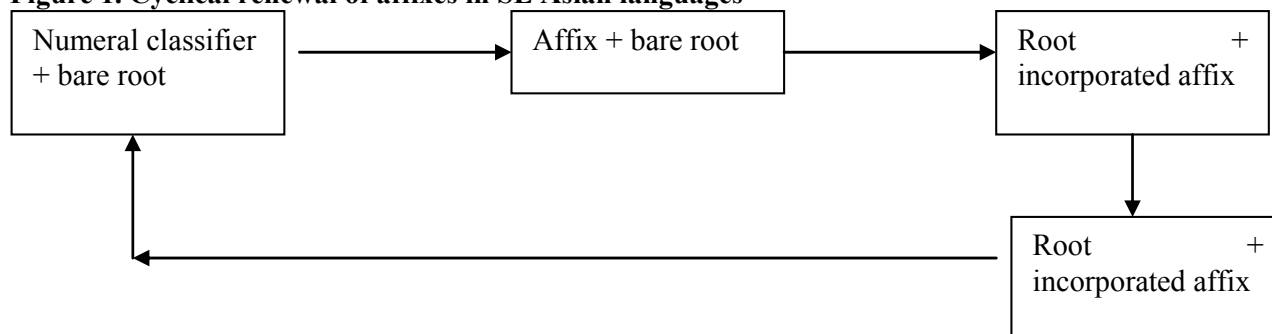 Figure 1. Cyclical renewal of affixes in SE Asian languages
Numeral classifier
+ bare root
Affix + bare root
Root +
incorporated affix
Root +
incorporated affix